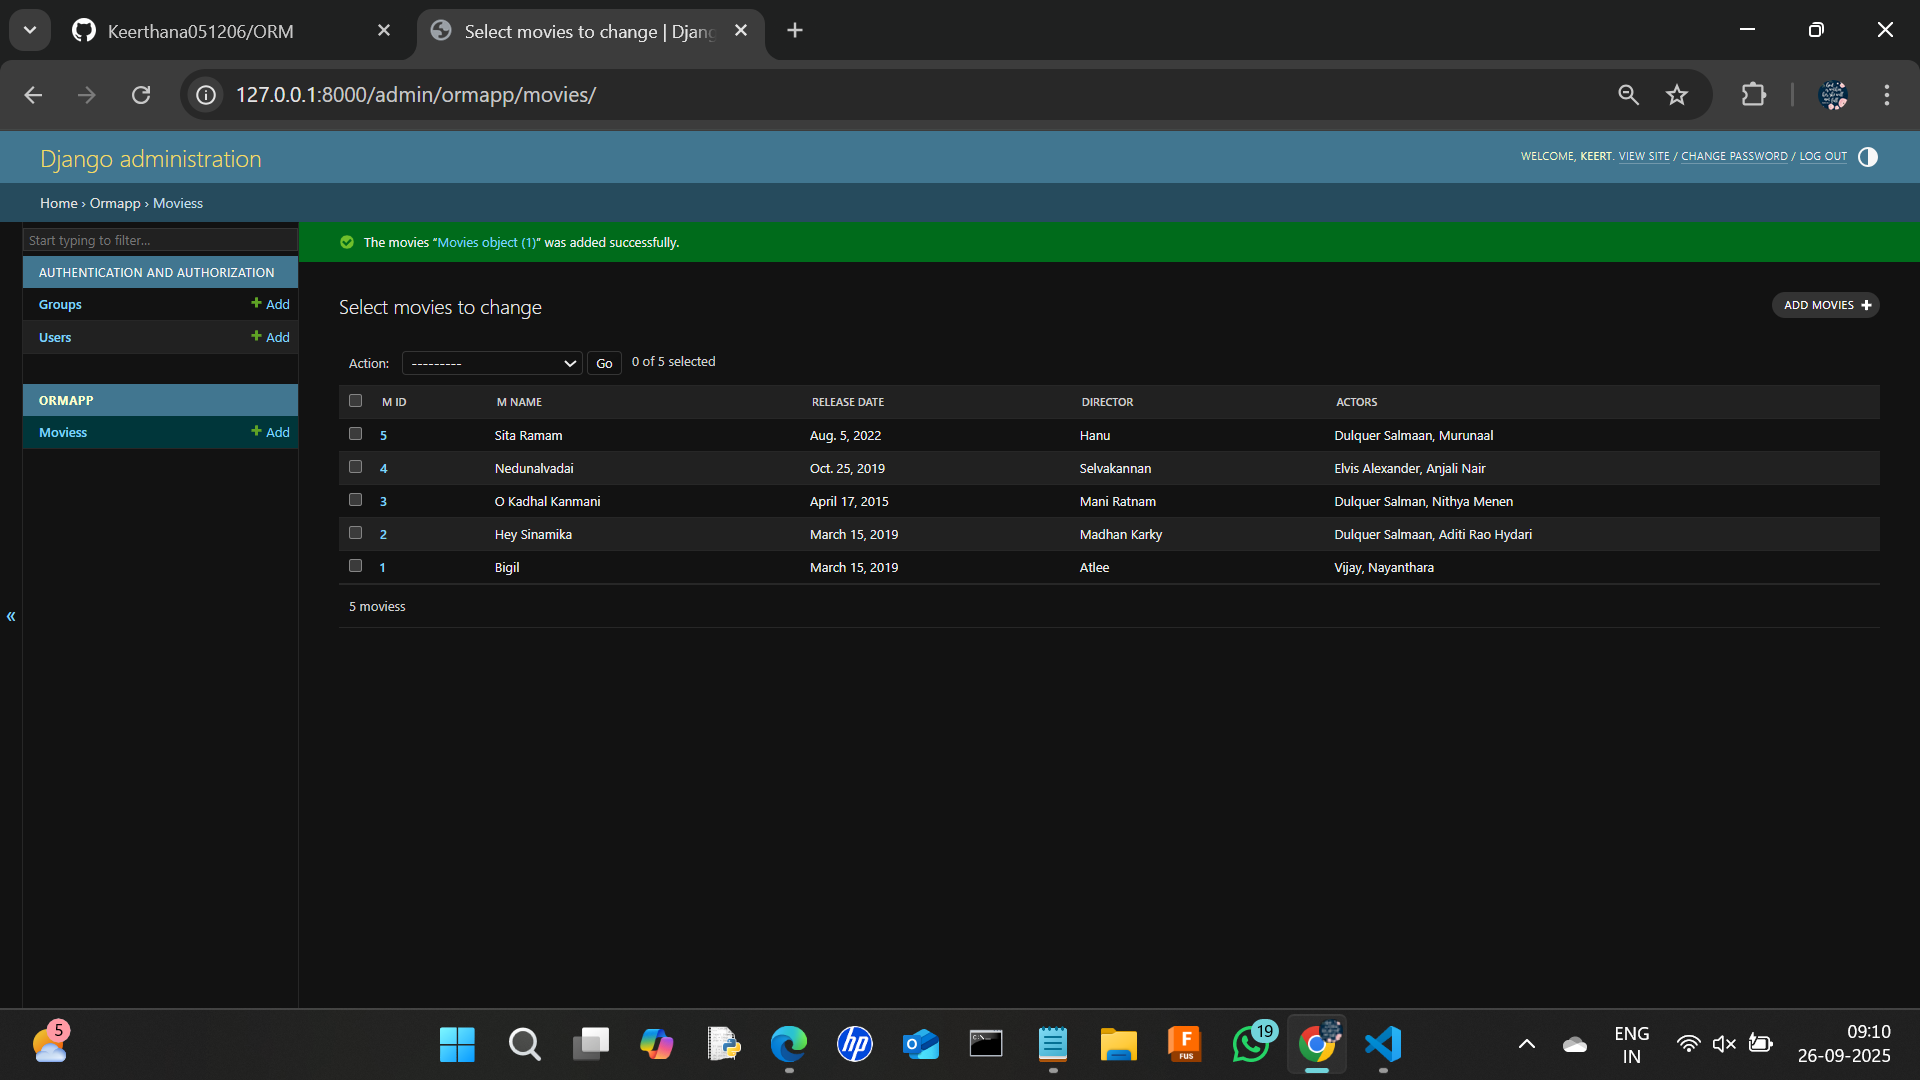 Keerthana051206/ORM
Select movies to change | Djang
127.0.0.1:8000/admin/ormapp/movies/
Django administration
WELCOME, KEERT. VIEW SITE / CHANGE PASSWORD / LOG OUT
Home › Ormapp › Moviess
Start typing to filter...
AUTHENTICATION AND AUTHORIZATION
Groups + Add
Users + Add
ORMAPP
Moviess + Add
«
The movies “Movies object (1)” was added successfully.
Select movies to change
ADD MOVIES +
Action: --------- Go 0 of 5 selected
M ID M NAME RELEASE DATE DIRECTOR ACTORS
5 Sita Ramam Aug. 5, 2022 Hanu Dulquer Salmaan, Murunaal
4 Nedunalvadai Oct. 25, 2019 Selvakannan Elvis Alexander, Anjali Nair
3 O Kadhal Kanmani April 17, 2015 Mani Ratnam Dulquer Salman, Nithya Menen
2 Hey Sinamika March 15, 2019 Madhan Karky Dulquer Salmaan, Aditi Rao Hydari
1 Bigil March 15, 2019 Atlee Vijay, Nayanthara
5 moviess
5
hp
FUS
19
ENG
IN
09:10
26-09-2025